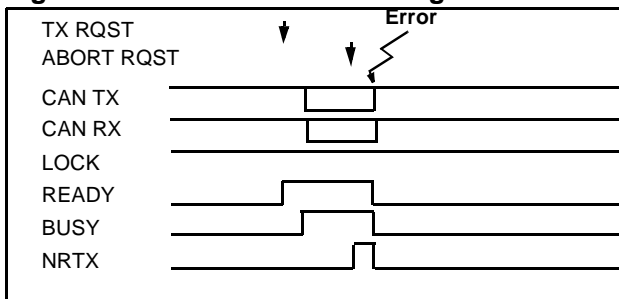 Error
TX RQST
ABORT RQST
CAN TX
CAN RX
LOCK
READY
BUSY
NRTX